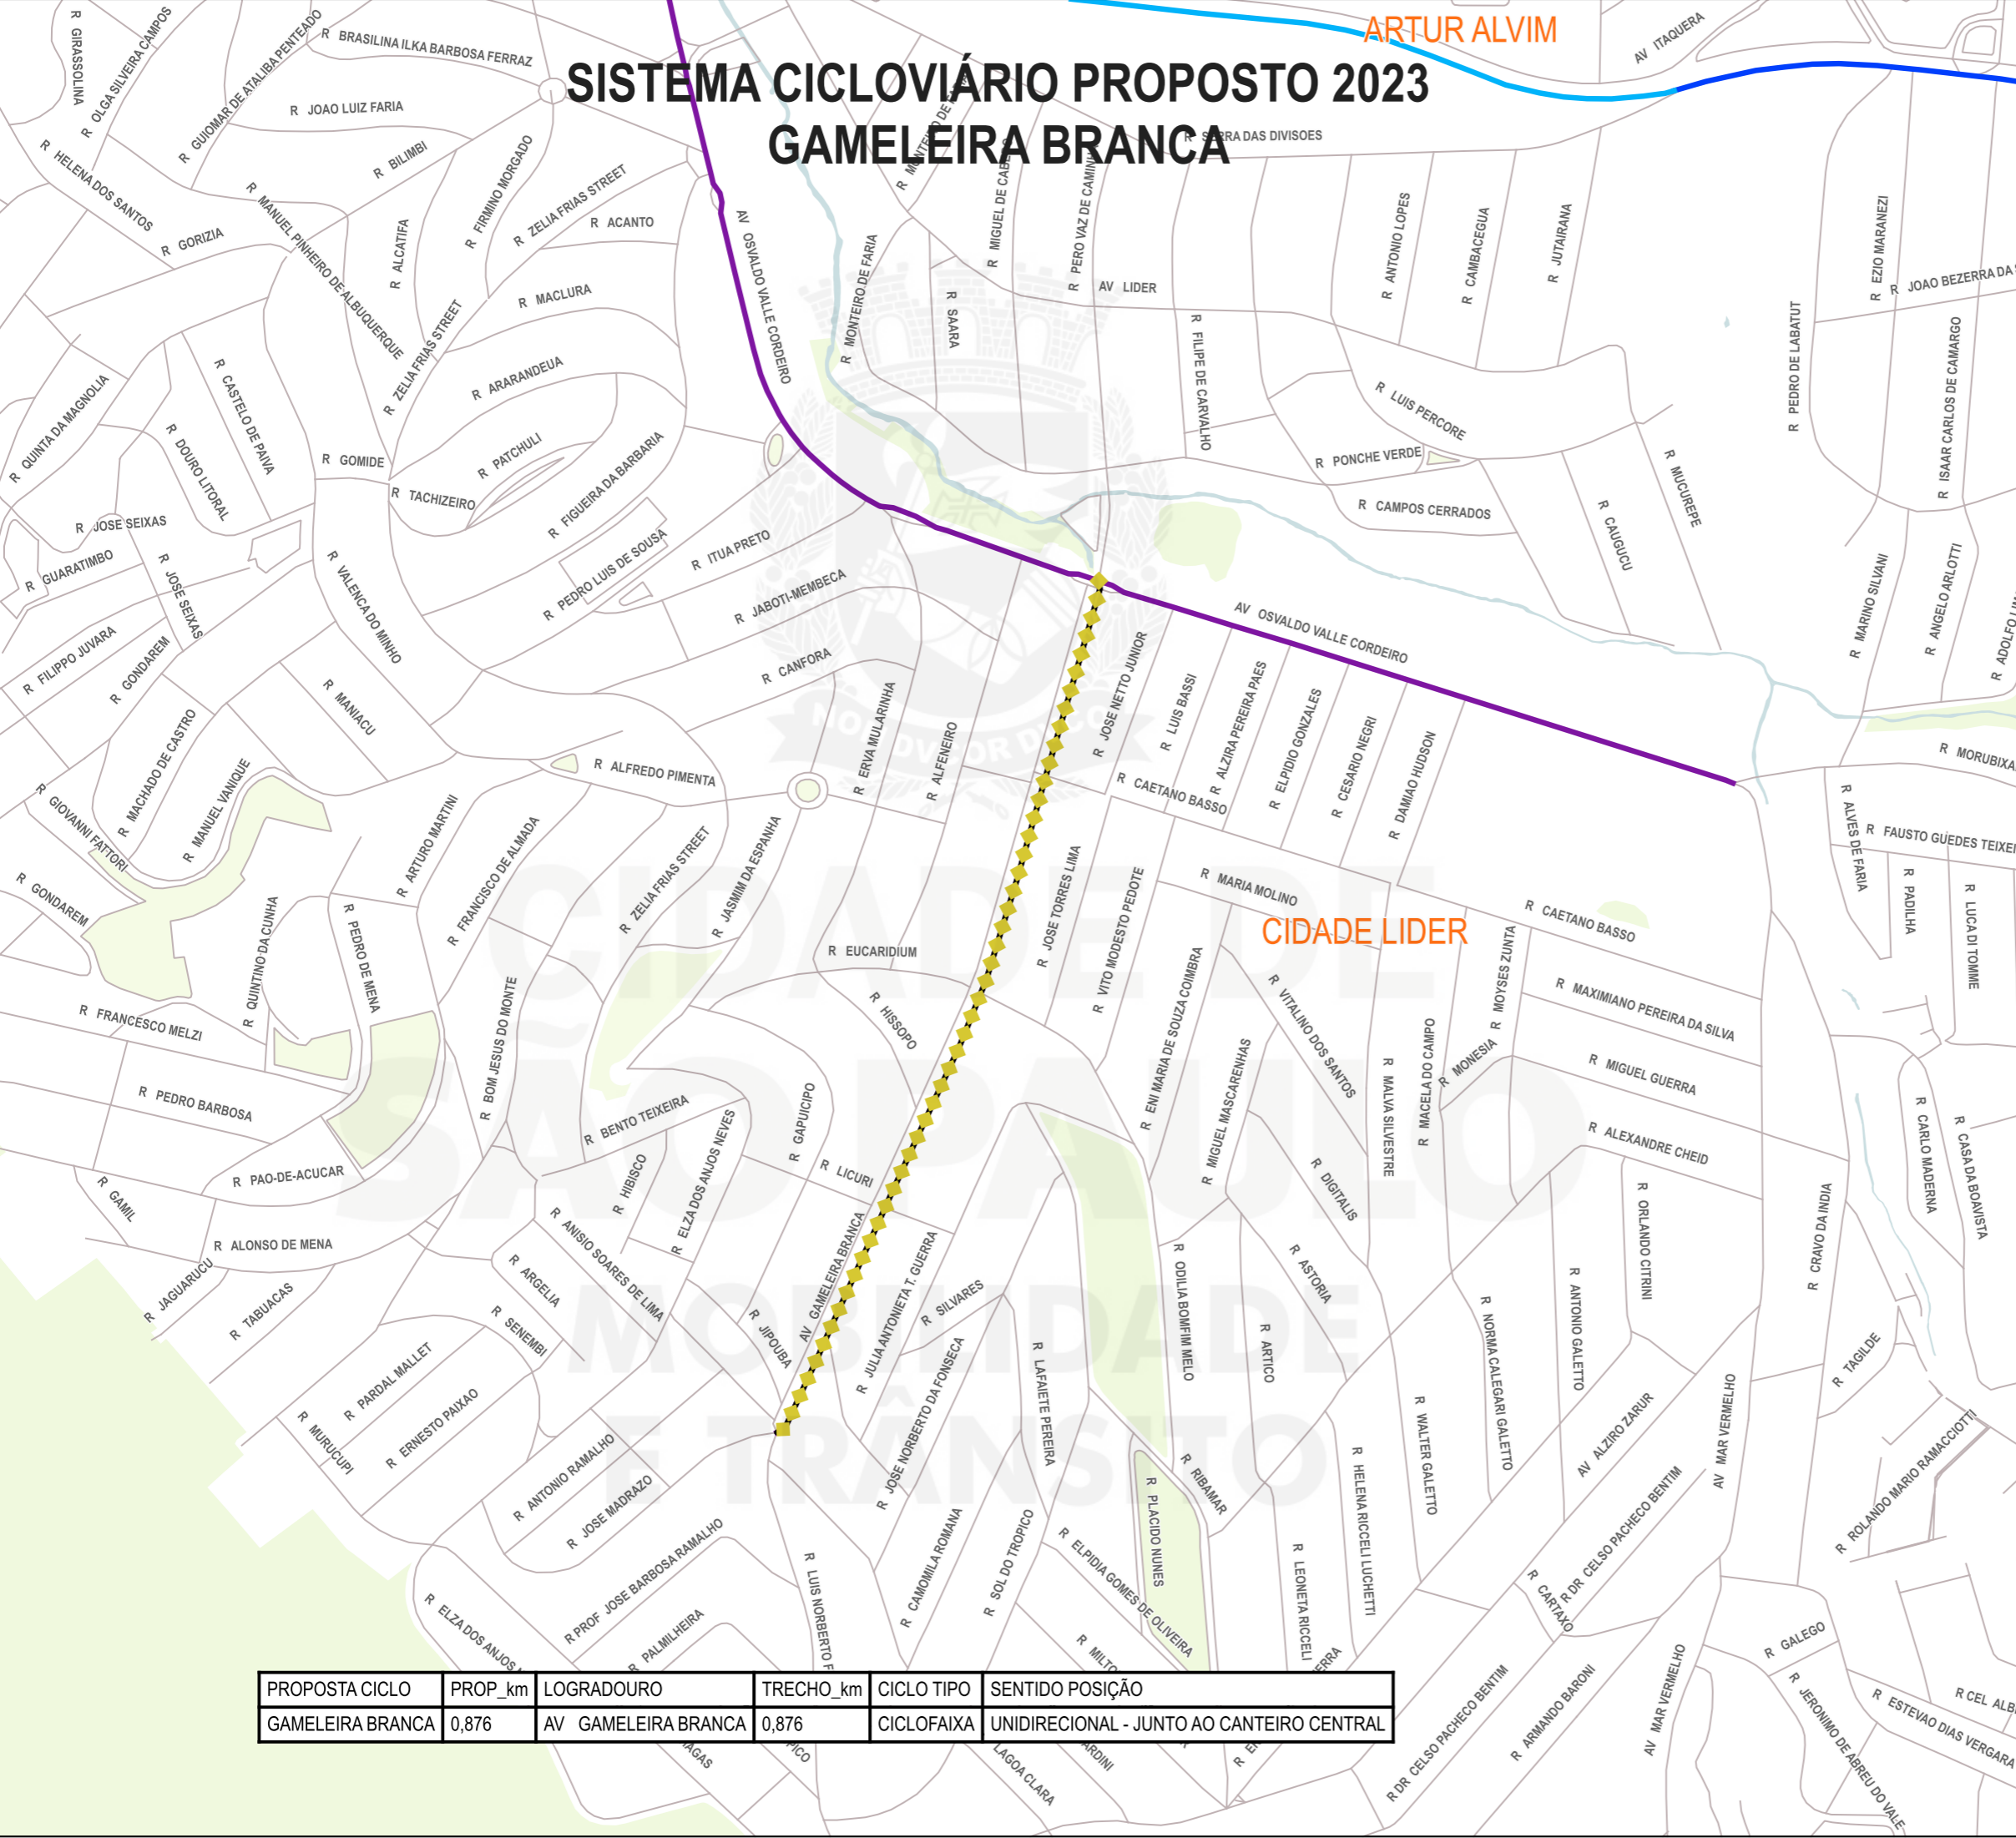 ARTUR ALVIM
SISTEMA CICLOVIÁRIO PROPOSTO 2023
GAMELEIRA BRANCA
AV ITAQUERA
R GIRASSOLINA
R OLGA SILVEIRA CAMPOS
R GUIOMAR DE ATALIBA PENTEADO
R BRASILINA ILKA BARBOSA FERRAZ
R JOAO LUIZ FARIA
R BILIMBI
R HELENA DOS SANTOS
R GORIZIA
R MANUEL PINHEIRO DE ALBUQUERQUE
R ALCATIFA
R FIRMINO MORGADO
R ZELIA FRIAS STREET
R ACANTO
R MACLURA
R ZELIA FRIAS STREET
R ARARANDEUA
R PATCHULI
R GOMIDE
R TACHIZEIRO
R FIGUEIRA DA BARBARIA
R QUINTA DA MAGNOLIA
R CASTELO DE PAIVA
R DOURO LITORAL
R JOSE SEIXAS
R GUARATIMBO
R JOSE SEIXAS
R VALENCA DO MINHO
R PEDRO LUIS DE SOUSA
R ITUA PRETO
R JABOTI-MEMBECA
R CANFORA
R FILIPPO JUVARA
R GONDAREM
R MANIACU
R MACHADO DE CASTRO
R MANUEL VANIQUE
R GIOVANNI FATTORI
R GONDAREM
AV OSVALDO VALLE CORDEIRO
R MONTEIRO DE FARIA
R SAARA
R MIGUEL DE CABEDO
R PERO VAZ DE CAMINHA
R SERRA DAS DIVISOES
AV LIDER
R FILIPE DE CARVALHO
R ANTONIO LOPES
R CAMBACEGUA
R JUTAIRANA
R LUIS PERCORE
R PONCHE VERDE
R CAMPOS CERRADOS
R CAUGUCU
R MUCUREPE
R PEDRO DE LABATUT
R EZIO MARANEZI
R JOAO BEZERRA DA
R ISAAR CARLOS DE CAMARGO
R MARINO SILVANI
R ANGELO ARLOTTI
R MORUBIXA
AV OSVALDO VALLE CORDEIRO
R JOSE NETTO JUNIOR
R LUIS BASSI
R ALZIRA PEREIRA PAES
R ELPIDIO GONZALES
R CESARIO NEGRI
R DAMIAO HUDSON
R CAETANO BASSO
R ERVA MULARINHA
R ALFENEIRO
R ALFREDO PIMENTA
R ARTURO MARTINI
R FRANCISCO DE ALMADA
R ZELIA FRIAS STREET
R JASMIM DA ESPANHA
R JOSE TORRES LIMA
R VITO MODESTO PEDOTE
R MARIA MOLINO
CIDADE LIDER
R CAETANO BASSO
R ALVES DE FARIA
R FAUSTO GUEDES TEIXEI
R PADILHA
R LUCA DI TOMME
R QUINTINO DA CUNHA
R PEDRO DE MENA
R EUCARIDIUM
R HISSOPO
R BOM JESUS DO MONTE
R FRANCESCO MELZI
R PEDRO BARBOSA
R PAO-DE-ACUCAR
R GAMIL
R ALONSO DE MENA
R JAGUARUCU
R TABUACAS
R BENTO TEIXEIRA
R HIBISCO
R ELZA DOS ANJOS NEVES
R GAPUICIPO
R LICURI
R ANISIO SOARES DE LIMA
R ARGELIA
R SENEMBI
R JIPOUBA
AV GAMELEIRA BRANCA
R JULIA ANTONIETA T. GUERRA
R SILVARES
R ENI MARIA DE SOUZA COIMBRA
R MIGUEL MASCARENHAS
R VITALINO DOS SANTOS
R MALVA SILVESTRE
R MACELA DO CAMPO
R MONESIA
R MOYSES ZUNTA
R MAXIMIANO PEREIRA DA SILVA
R MIGUEL GUERRA
R ALEXANDRE CHEID
R DIGITALIS
R ASTORIA
R ODILIA BOMFIM MELO
R ARTICO
R ORLANDO CITRINI
R ANTONIO GALETTO
R NORMA CALEGARI GALETTO
R CRAVO DA INDIA
R CARLO MADERNA
R CASA DA BOAVISTA
R TAGILDE
R PARDAL MALLET
R ERNESTO PAIXAO
R MURUCUPI
R ANTONIO RAMALHO
R JOSE MADRAZO
R PROF JOSE BARBOSA RAMALHO
R PALMILHEIRA
R LUIS NORBERTO F
R JOSE NORBERTO DA FONSECA
R LAFAIETE PEREIRA
R CAMOMILA ROMANA
R SOL DO TROPICO
R ELPIDIA GOMES DE OLIVEIRA
R PLACIDO NUNES
R RIBAMAR
R LEONETA RICCELI
R HELENA RICCELI LUCHETTI
R WALTER GALETTO
AV ALZIRO ZARUR
AV MAR VERMELHO
R DR CELSO PACHECO BENTIM
R CARTAXO
R ROLANDO MARIO RAMACCIOTTI
R GALEGO
R JERONIMO DE ABREU DO VALE
R ESTEVAO DIAS VERGARA
R CEL ALB
R ELZA DOS ANJOS
R MILTO
ERRA
AV MAR VERMELHO
R ARMANDO BARONI
R DR CELSO PACHECO BENTIM
LAGOA CLARA
ARDINI
AGAS
PICO
PROPOSTA CICLO PROP_km LOGRADOURO TRECHO_km CICLO TIPO SENTIDO POSIÇÃO
GAMELEIRA BRANCA 0,876 AV GAMELEIRA BRANCA 0,876 CICLOFAIXA UNIDIRECIONAL - JUNTO AO CANTEIRO CENTRAL
CIDADE DE
SÃO PAULO
MOBILIDADE
E TRÂNSITO